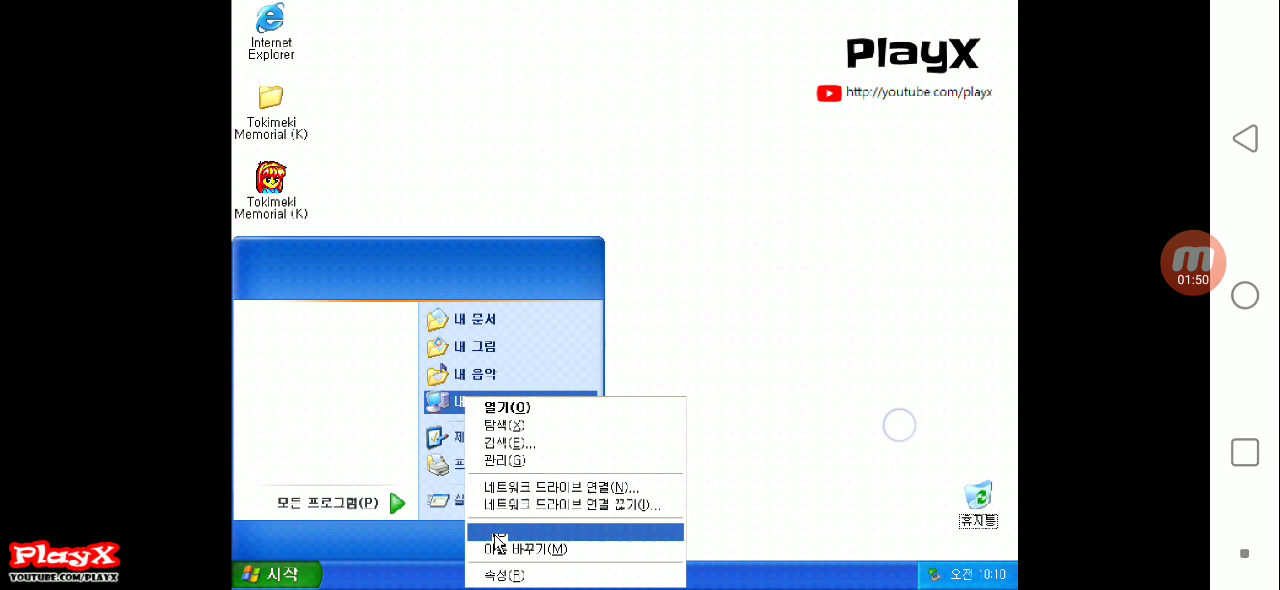 Internet
Explorer
PlayX
http://youtube.com/playx
Tokimeki
Memorial (K)
Tokimeki
Memorial (K)
01:50
내 문서
내 그림
내 음악
열기(O)
탐색(X)
검색(E)...
관리(G)
네트워크 드라이브 연결(N)...
네트워크 드라이브 연결 끊기(I)...
바꾸기(M)
속성(P)
모든 프로그램(P)
휴지통
PlayX
YOUTUBE.COM/PLAYX
시작
오전 10:10